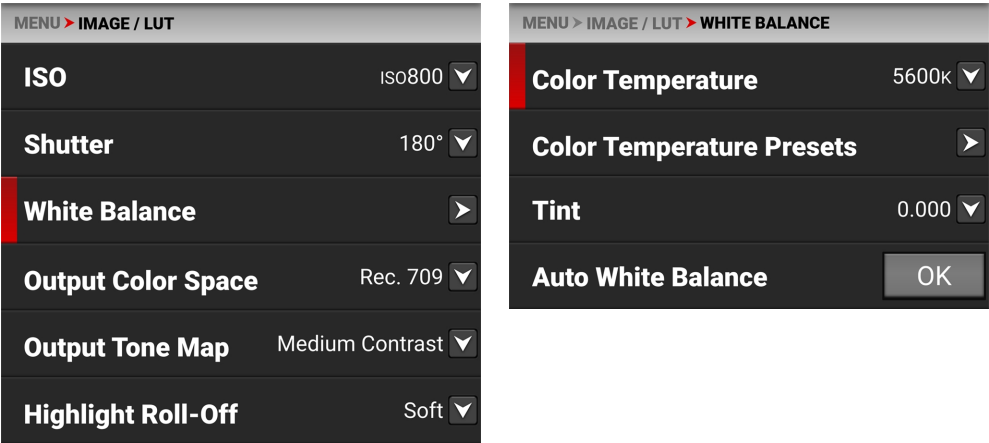 MENU > IMAGE / LUT
ISO ISO800
Shutter 180°
White Balance
Output Color Space Rec. 709
Output Tone Map Medium Contrast
Highlight Roll-Off Soft
MENU > IMAGE / LUT > WHITE BALANCE
Color Temperature 5600K
Color Temperature Presets
Tint 0.000
Auto White Balance OK